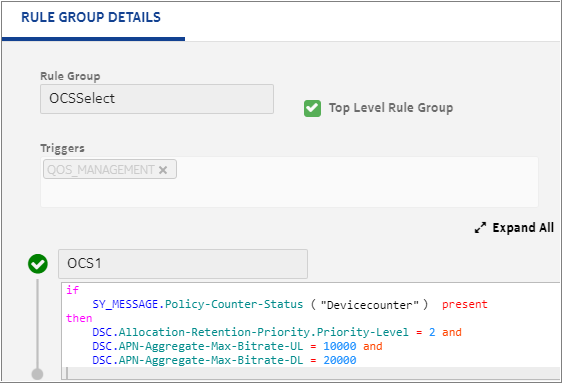 RULE GROUP DETAILS
Rule Group
OCSSelect
Top Level Rule Group
Triggers
QOS_MANAGEMENT
Expand All
OCS1
if
SY_MESSAGE.Policy-Counter-Status ("Devicecounter") present
then
DSC.Allocation-Retention-Priority.Priority-Level = 2 and
DSC.APN-Aggregate-Max-Bitrate-UL = 10000 and
DSC.APN-Aggregate-Max-Bitrate-DL = 20000